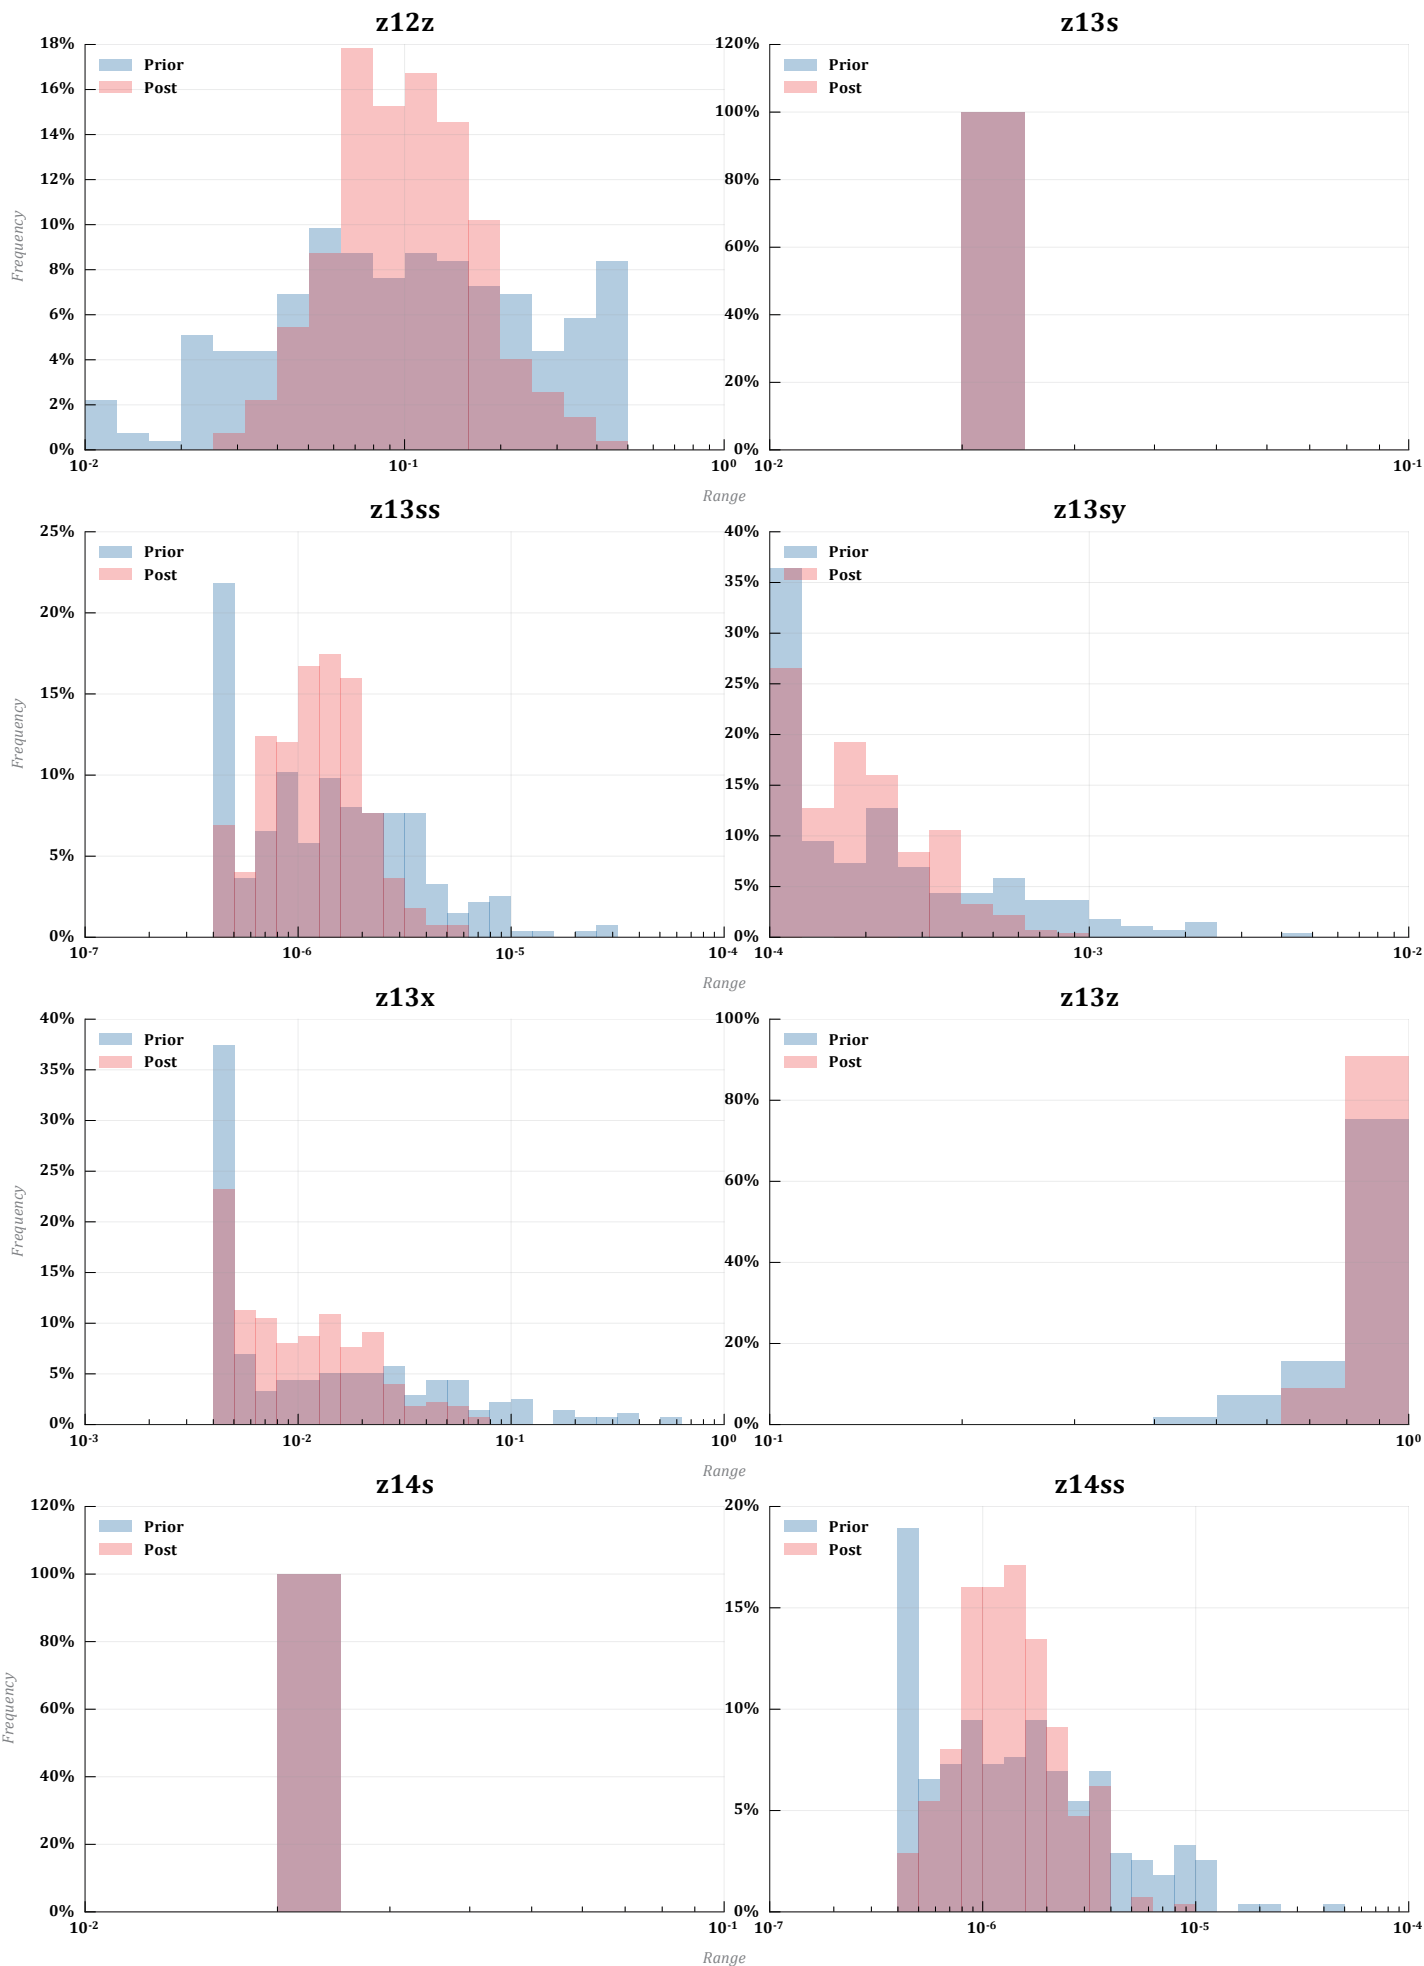 z12z
18%
16%
14%
12%
10%
8%
6%
4%
2%
0%
Frequency
Prior
Post
10-2
10-1
100
z13s
120%
100%
80%
60%
40%
20%
0%
Prior
Post
10-2
10-1
Range
z13ss
25%
20%
15%
10%
5%
0%
Frequency
Prior
Post
10-7
10-6
10-5
10-4
z13sy
40%
35%
30%
25%
20%
15%
10%
5%
0%
Prior
Post
10-4
10-3
10-2
Range
z13x
40%
35%
30%
25%
20%
15%
10%
5%
0%
Frequency
Prior
Post
10-3
10-2
10-1
100
z13z
100%
80%
60%
40%
20%
0%
Prior
Post
10-1
100
Range
z14s
120%
100%
80%
60%
40%
20%
0%
Frequency
Prior
Post
10-2
10-1
z14ss
20%
15%
10%
5%
0%
Prior
Post
10-7
10-6
10-5
10-4
Range